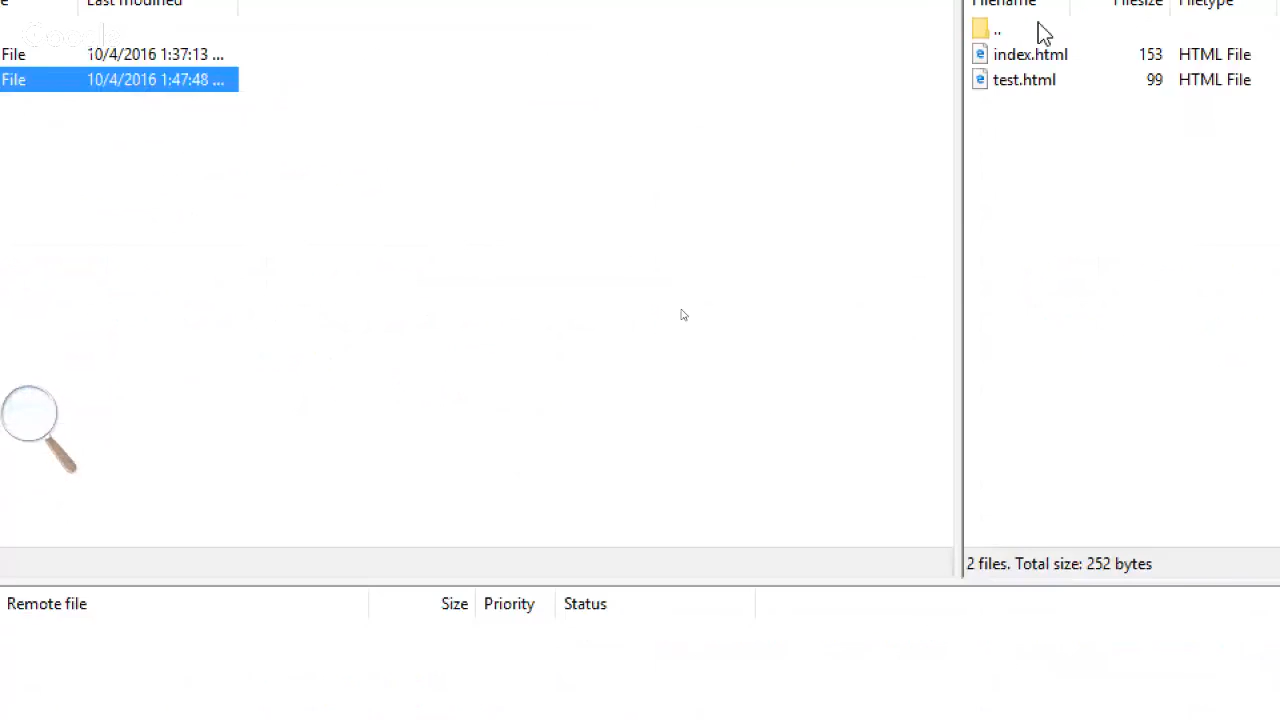 Last modified
File 10/4/2016 1:37:13 ...
File 10/4/2016 1:47:48 ...
Filename Filesize Filetype
..
index.html 153 HTML File
test.html 99 HTML File
2 files. Total size: 252 bytes
Remote file Size Priority Status